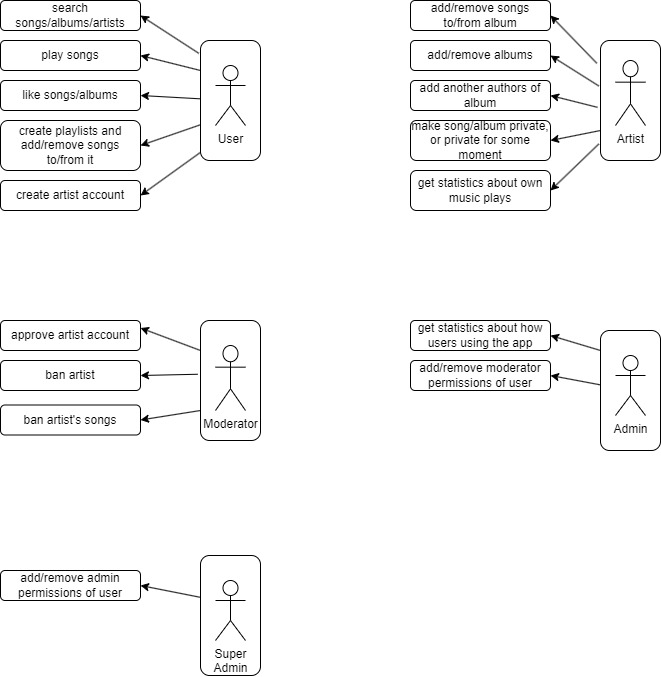 search
songs/albums/artists
play songs
like songs/albums
create playlists and
add/remove songs
to/from it
create artist account
User
add/remove songs
to/from album
add/remove albums
add another authors of
album
make song/album private,
or private for some
moment
get statistics about own
music plays
Artist
approve artist account
ban artist
ban artist's songs
Moderator
get statistics about how
users using the app
add/remove moderator
permissions of user
Admin
add/remove admin
permissions of user
Super
Admin